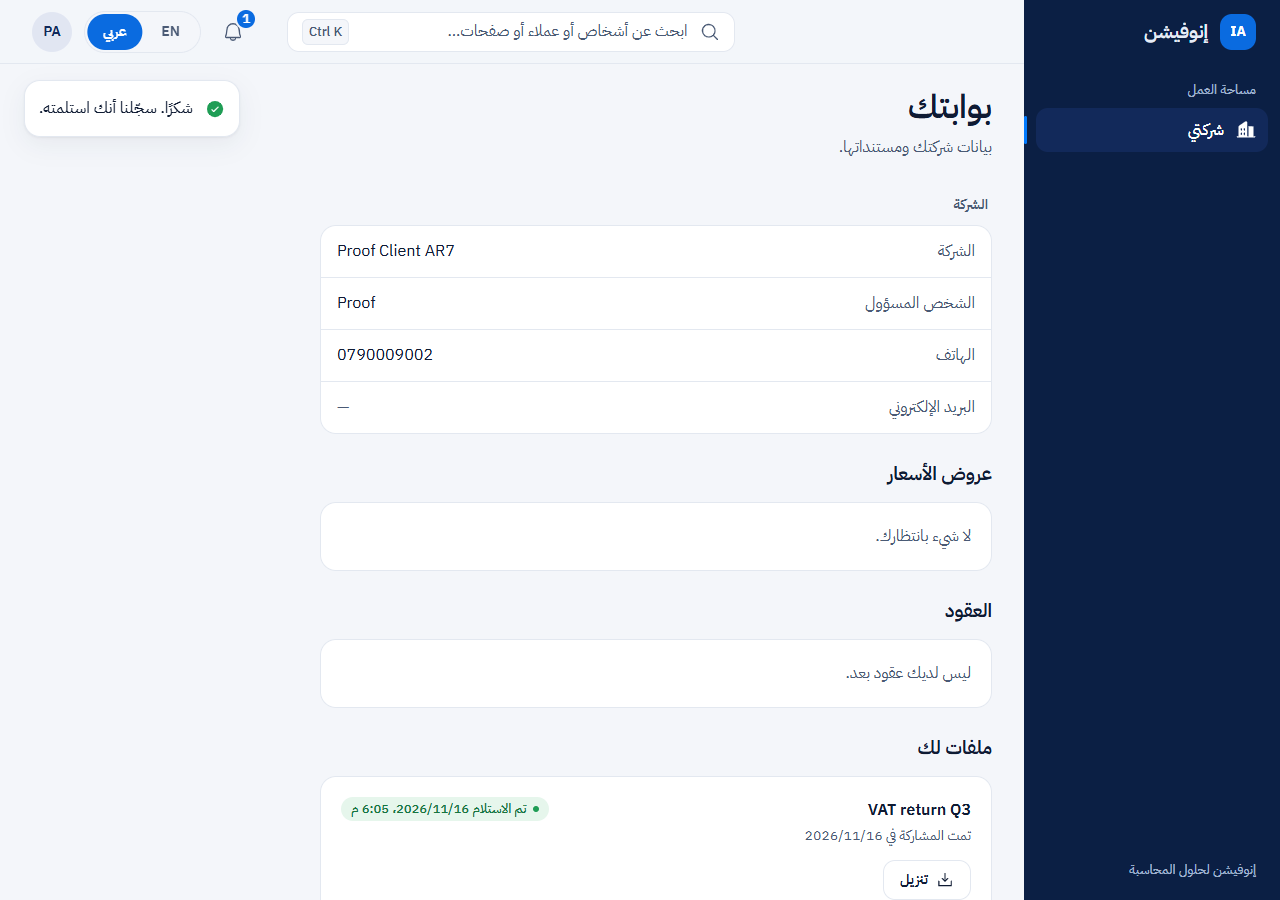 IA إنوفيشن
مساحة العمل
شركتي
إنوفيشن لحلول المحاسبة
ابحث عن أشخاص أو عملاء أو صفحات... Ctrl K
1
EN عربي
PA
شكرًا. سجّلنا أنك استلمته.
بوابتك
بيانات شركتك ومستنداتها.
الشركة
الشركة Proof Client AR7
الشخص المسؤول Proof
الهاتف 0790009002
البريد الإلكتروني —
عروض الأسعار
لا شيء بانتظارك.
العقود
ليس لديك عقود بعد.
ملفات لك
VAT return Q3
تم الاستلام 2026/11/16، 6:05 م
تمت المشاركة في 2026/11/16
تنزيل